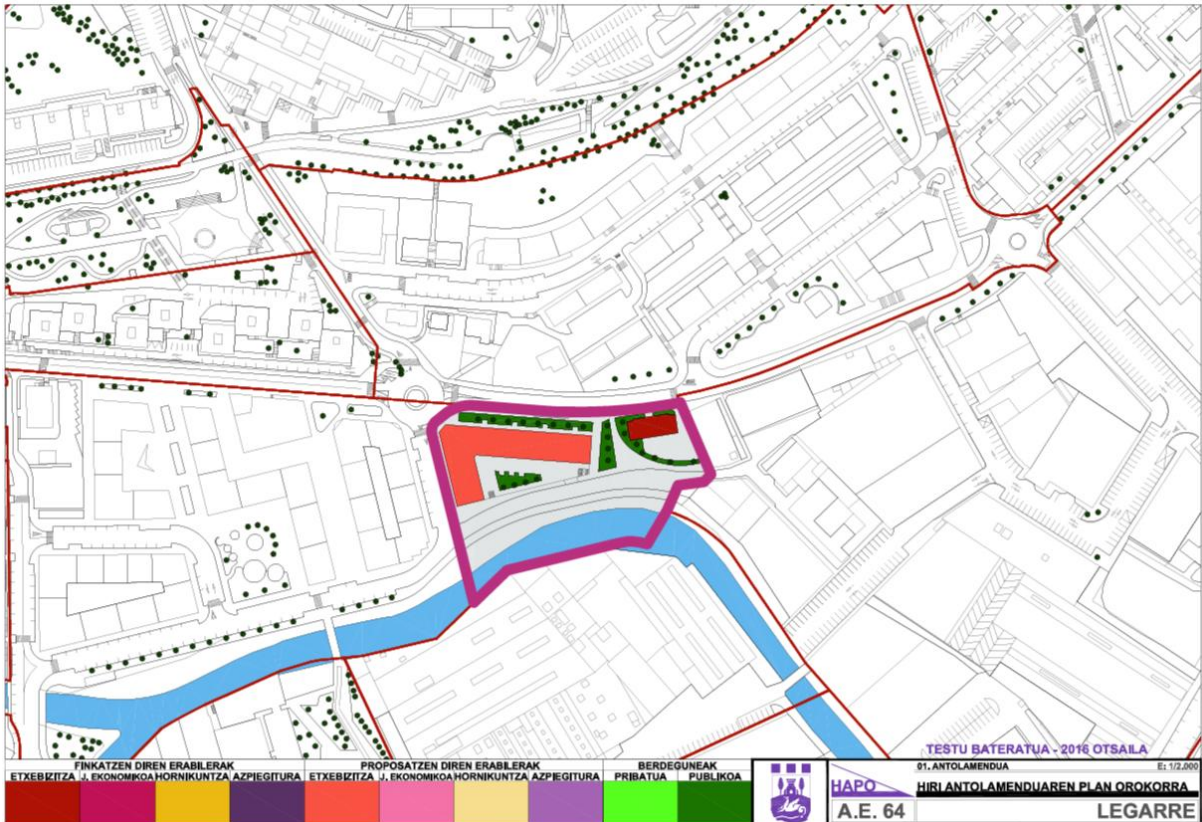 TESTU BATERATUA - 2016 OTSAILA
FINKATZEN DIREN ERABILERAK
PROPOSATZEN DIREN ERABILERAK
BERDEGUNEAK
ETXEBIZITZA J. EKONOMIKOA HORNIKUNTZA AZPIEGITURA ETXEBIZITZA J. EKONOMIKOA HORNIKUNTZA AZPIEGITURA PRIBATUA PUBLIKOA
01. ANTOLAMENDUA E: 1/2.000
HAPO HIRI ANTOLAMENDUAREN PLAN OROKORRA
A.E. 64 LEGARRE